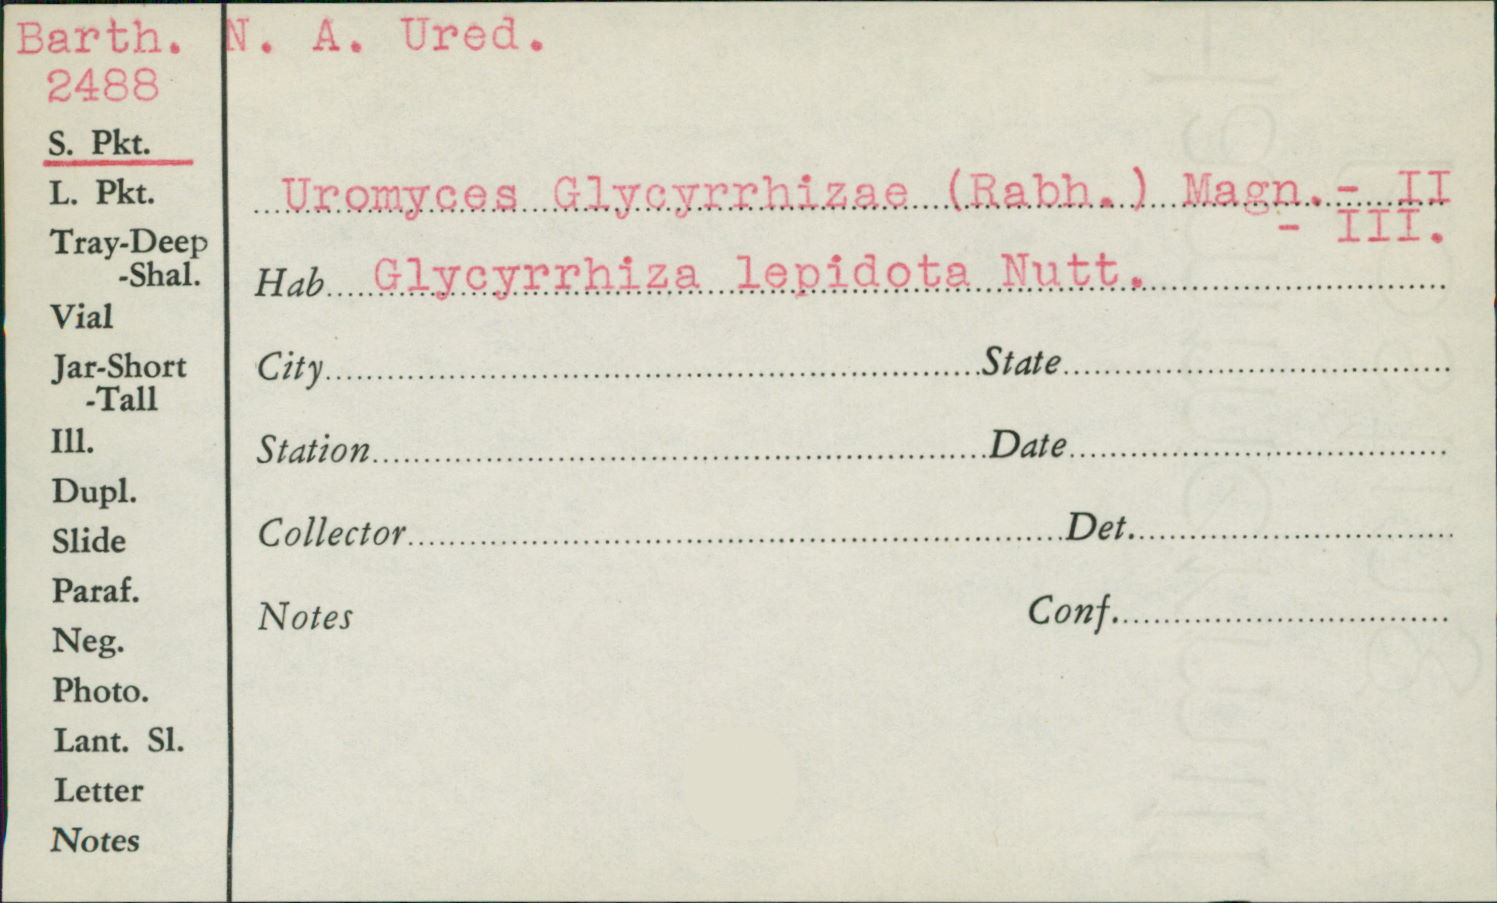 Barth. N. A. Ured.
2488
S. Pkt.
L. Pkt.
Tray-Deep
-Shal.
Vial
Jar-Short
-Tall
Ill.
Dupl.
Slide
Paraf.
Neg.
Photo.
Lant. Sl.
Letter
Notes
Uromyces Glycyrrhizae (Rabh.) Magn.- II
- III.
Hab Glycyrrhiza lepidota Nutt.
City State
Station Date
Collector Det.
Notes Conf.